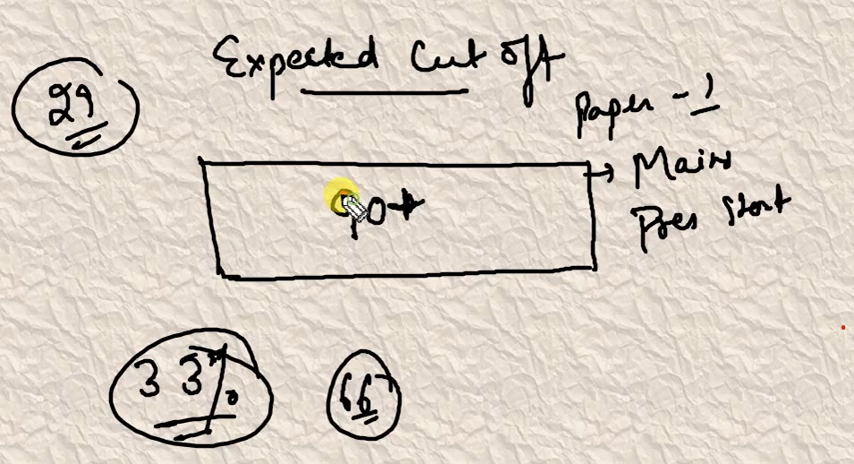 Expected Cut off
29
Paper - 1
→ Main
90+
Pres start
33%
66